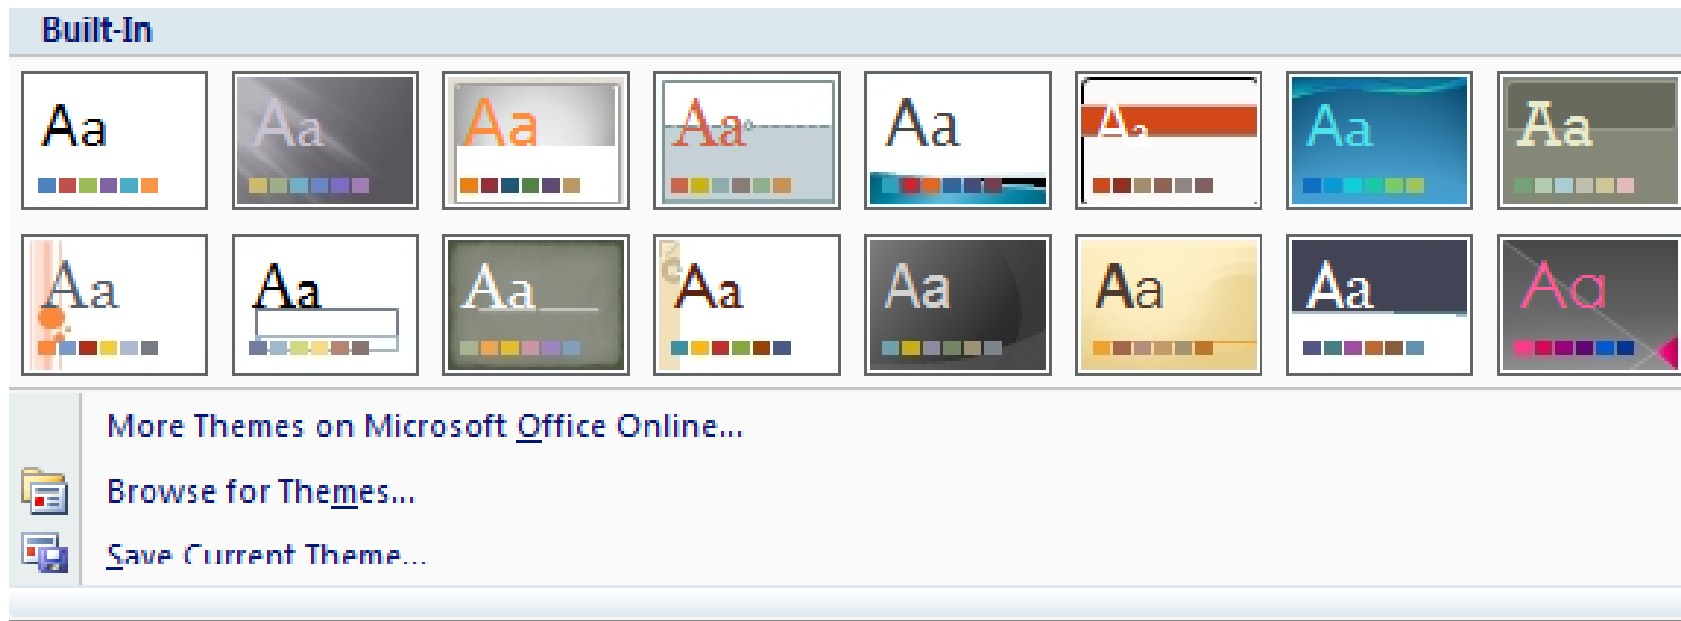 Built-In
Aa Aa Aa Aa Aa Aa Aa Aa
Aa Aa Aa Aa Aa Aa Aa Aa
More Themes on Microsoft Office Online...
Browse for Themes...
Save Current Theme...